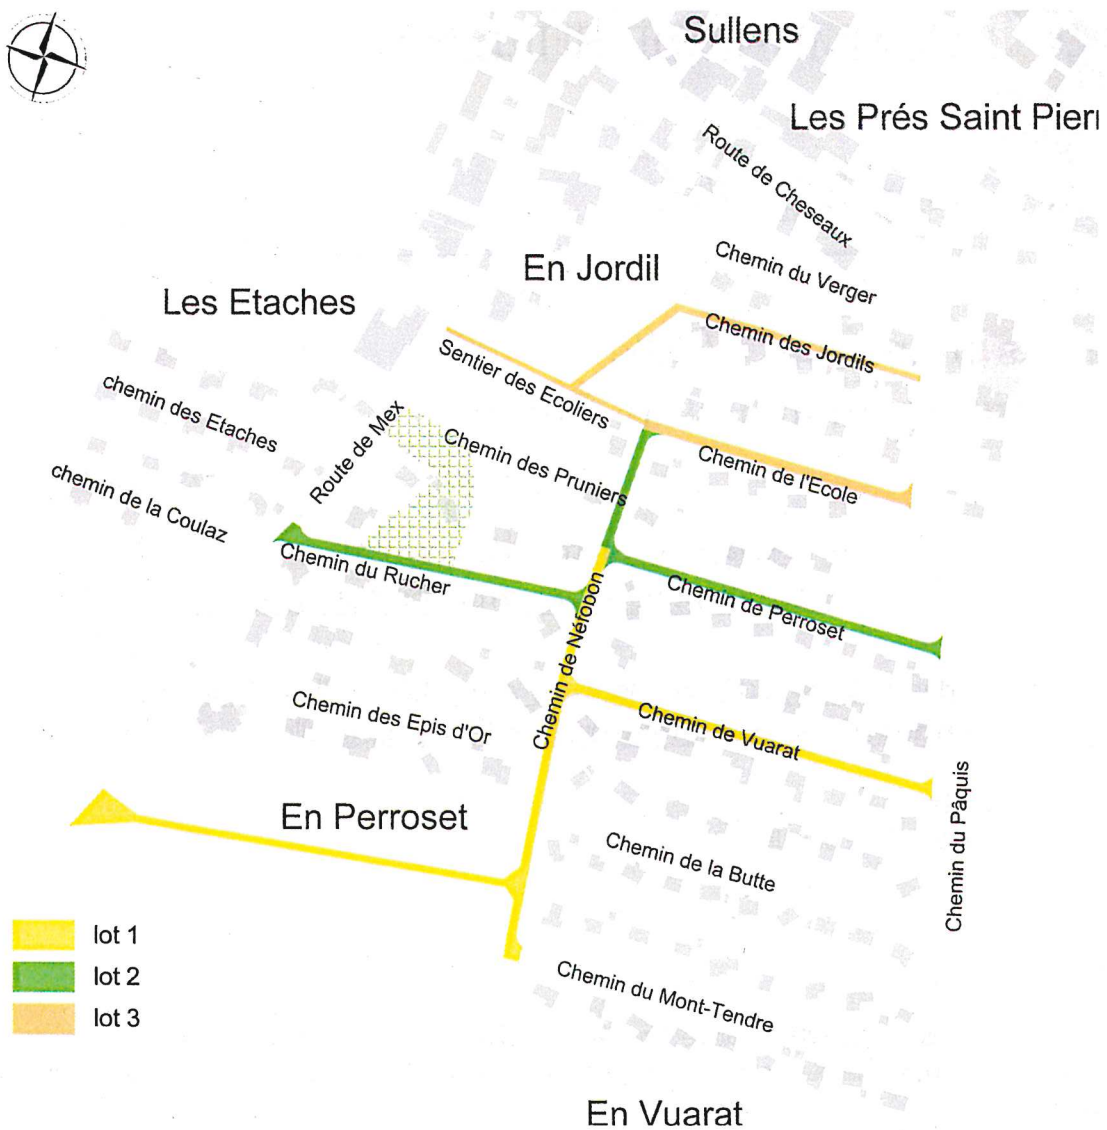 Sullens
Les Prés Saint Pierr
Route de Cheseaux
Chemin du Verger
En Jordil
Les Etaches
Chemin des Jordils
Sentier des Ecoliers
chemin des Etaches
Route de Mex
Chemin des Pruniers
Chemin de l'Ecole
chemin de la Coulaz
Chemin du Rucher
Chemin de Perroset
Chemin de Néfobon
Chemin des Epis d'Or
Chemin de Vuarat
En Perroset
Chemin du Pâquis
Chemin de la Butte
lot 1
lot 2
lot 3
Chemin du Mont-Tendre
En Vuarat